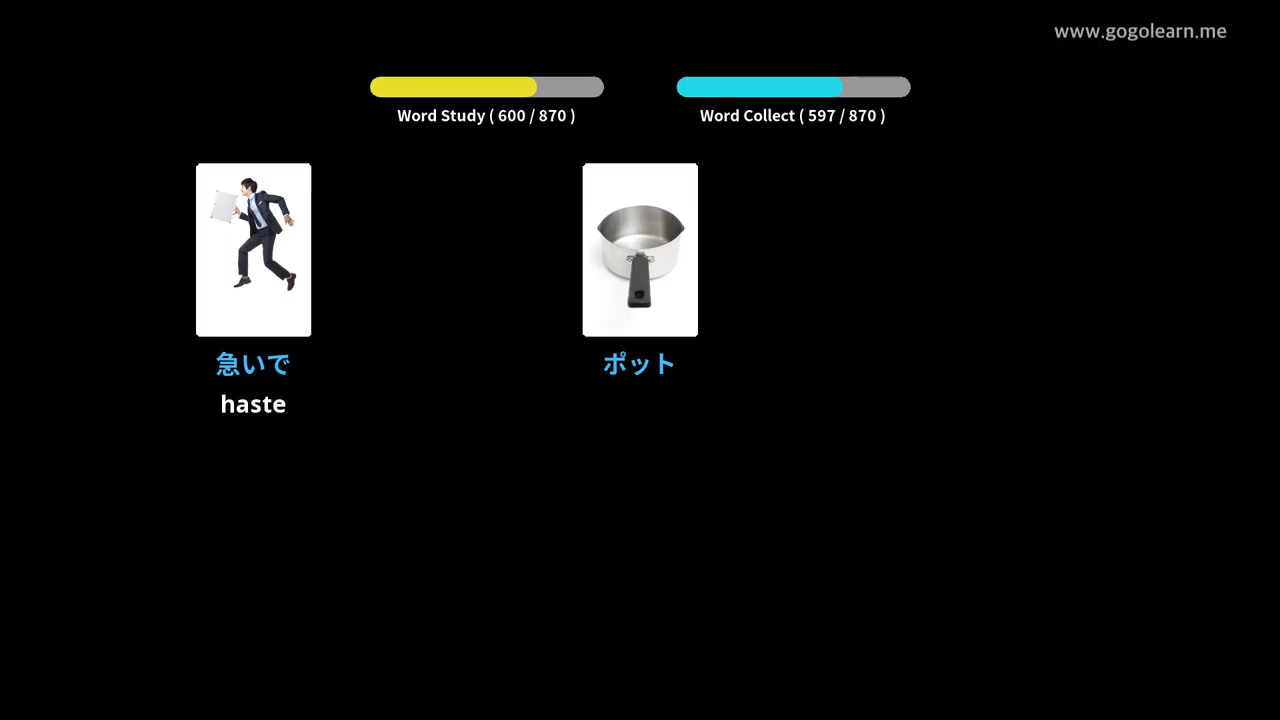 www.gogolearn.me
Word Study ( 600 / 870 )
Word Collect ( 597 / 870 )
急いで
ポット
haste